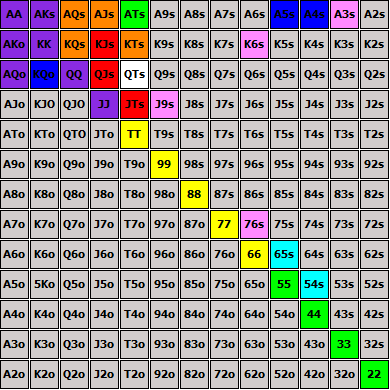 AA AKs AQs AJs ATs A9s A8s A7s A6s A5s A4s A3s A2s
AKo KK KQs KJs KTs K9s K8s K7s K6s K5s K4s K3s K2s
AQo KQo QQ QJs QTs Q9s Q8s Q7s Q6s Q5s Q4s Q3s Q2s
AJo KJO QJO JJ JTs J9s J8s J7s J6s J5s J4s J3s J2s
ATo KTo QTO JTo TT T9s T8s T7s T6s T5s T4s T3s T2s
A9o K9o Q9o J9o T9o 99 98s 97s 96s 95s 94s 93s 92s
A8o K8o Q8o J8o T8o 98o 88 87s 86s 85s 84s 83s 82s
A7o K7o Q7o J7o T7o 97o 87o 77 76s 75s 74s 73s 72s
A6o K6o Q6o J6o T6o 96o 86o 76o 66 65s 64s 63s 62s
A5o 5Ko Q5o J5o T5o 95o 85o 75o 65o 55 54s 53s 52s
A4o K4o Q4o J4o T4o 94o 84o 74o 64o 54o 44 43s 42s
A3o K3o Q3o J3o T3o 93o 83o 73o 63o 53o 43o 33 32s
A2o K2o Q2o J2o T2o 92o 82o 72o 62o 52o 42o 32o 22